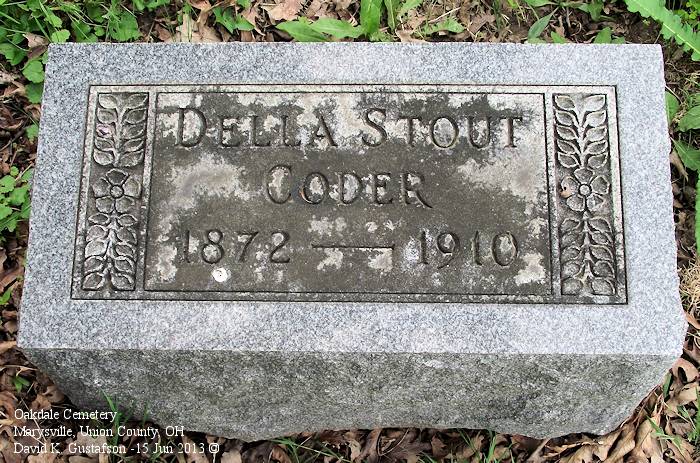 DELLA STOUT
CODER
1872 — 1910
Oakdale Cemetery
Marysville, Union County, OH
David K. Gustafson -15 Jun 2013 ©